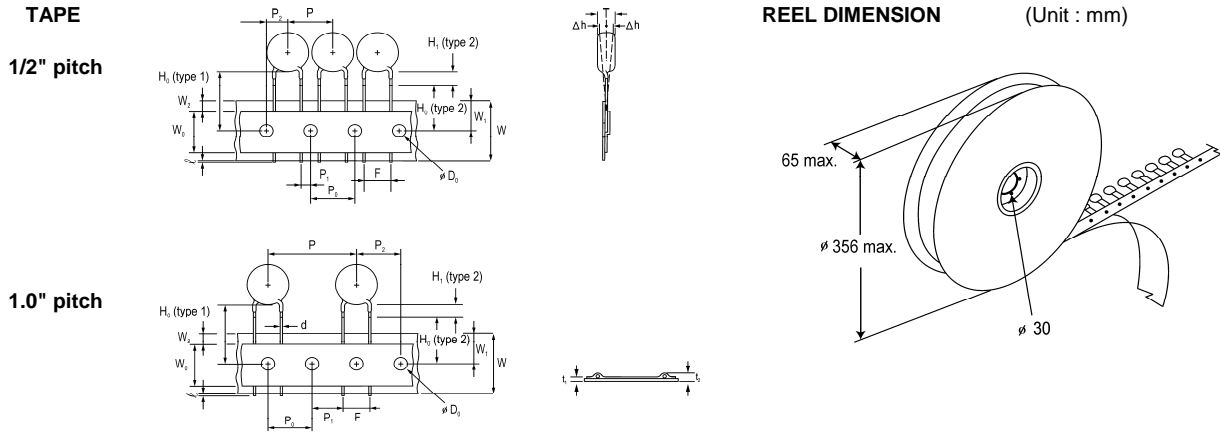 TAPE
REEL DIMENSION (Unit : mm)
1/2" pitch
P₂ P
H₁ (type 2)
H₀ (type 1)
H₀ (type 2)
W₂
W₁
W
W₀
P₁
F
P₀
ø D₀
T
Δh Δh
65 max.
ø 356 max.
ø 30
1.0" pitch
P P₂
H₁ (type 2)
H₀ (type 1)
d
H₀ (type 2)
W₂
W₁
W
W₀
P₀
P₁
F
ø D₀
t₁
t₂